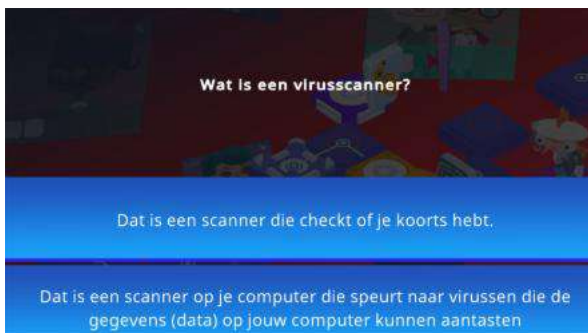 Wat is een virusscanner?
Dat is een scanner die checkt of je koorts hebt.
Dat is een scanner op je computer die speurt naar virussen die de
gegevens (data) op jouw computer kunnen aantasten